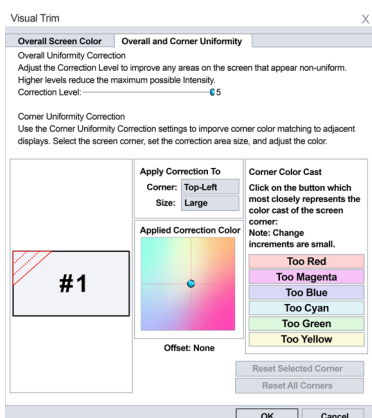 Visual Trim X
Overall Screen Color Overall and Corner Uniformity
Overall Uniformity Correction
Adjust the Correction Level to improve any areas on the screen that appear non-uniform.
Higher levels reduce the maximum possible Intensity.
Correction Level: 5
Corner Uniformity Correction
Use the Corner Uniformity Correction settings to imporve corner color matching to adjacent
displays. Select the screen corner, set the correction area size, and adjust the color.
#1
Apply Correction To
Corner: Top-Left
Size: Large
Applied Correction Color
Offset: None
Corner Color Cast
Click on the button which
most closely represents the
color cast of the screen
corner:
Note: Change
increments are small.
Too Red
Too Magenta
Too Blue
Too Cyan
Too Green
Too Yellow
Reset Selected Corner
Reset All Corners
OK Cancel